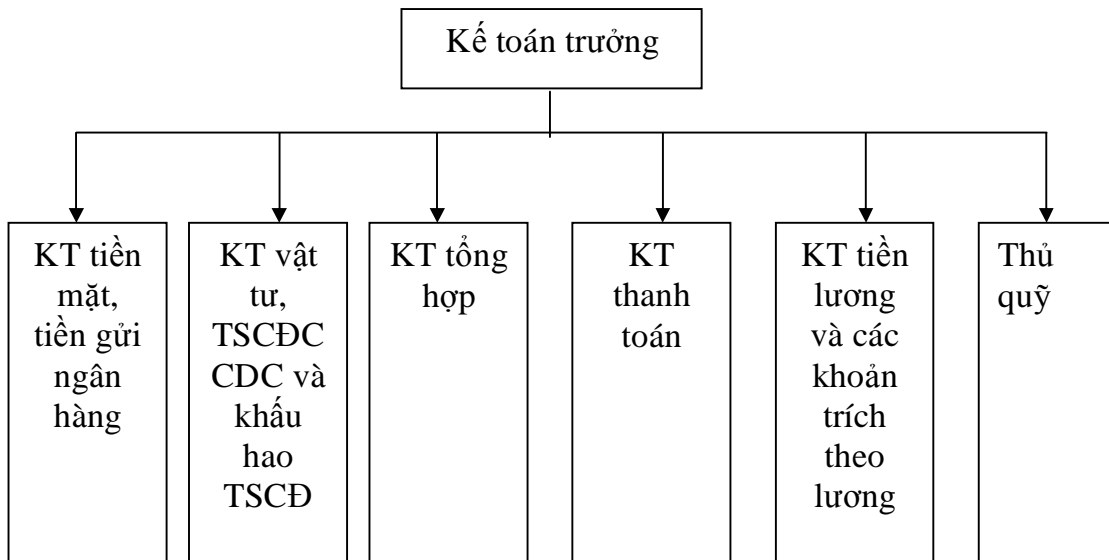 Kế toán trưởng
KT tiền
mặt,
tiền gửi
ngân
hàng
KT vật
tư,
TSCĐC
CDC và
khấu
hao
TSCĐ
KT tổng
hợp
KT
thanh
toán
KT tiền
lương
và các
khoản
trích
theo
lương
Thủ
quỹ